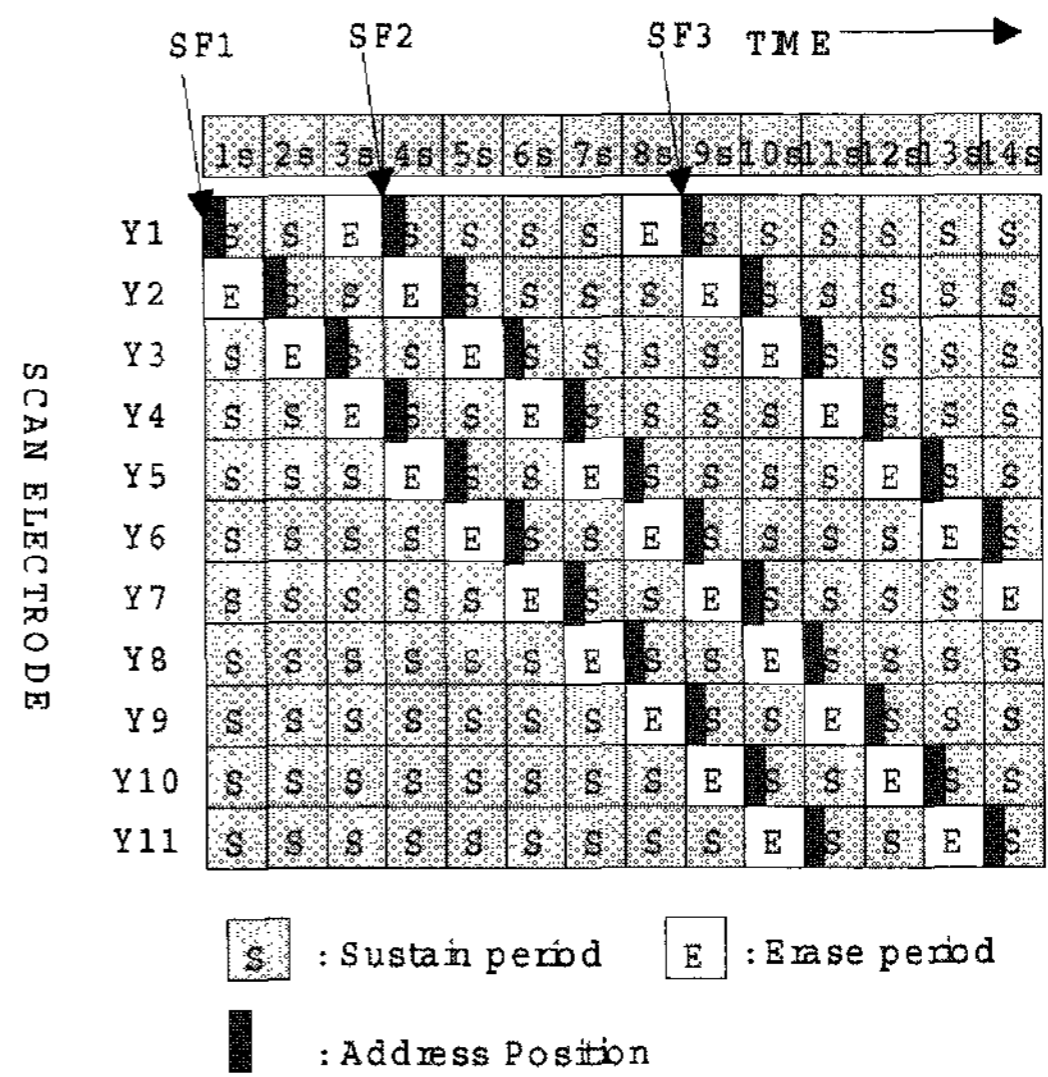 SF1 SF2 SF3 TIME
1s 2s 3s 4s 5s 6s 7s 8s 9s 10s 11s 12s 13s 14s
Y1 S S E S S S S E S S S S S S
Y2 E S S E S S S S E S S S S S
Y3 S E S S E S S S S E S S S S
Y4 S S E S S E S S S S E S S S
Y5 S S S E S S E S S S S E S S
Y6 S S S S E S S E S S S S E S
Y7 S S S S S E S S E S S S S E
Y8 S S S S S S E S S E S S S S
Y9 S S S S S S S E S S E S S S
Y10 S S S S S S S S E S S E S S
Y11 S S S S S S S S S E S S E S
SCAN ELECTRODE
S : Sustain period E : Erase period
: Address Position